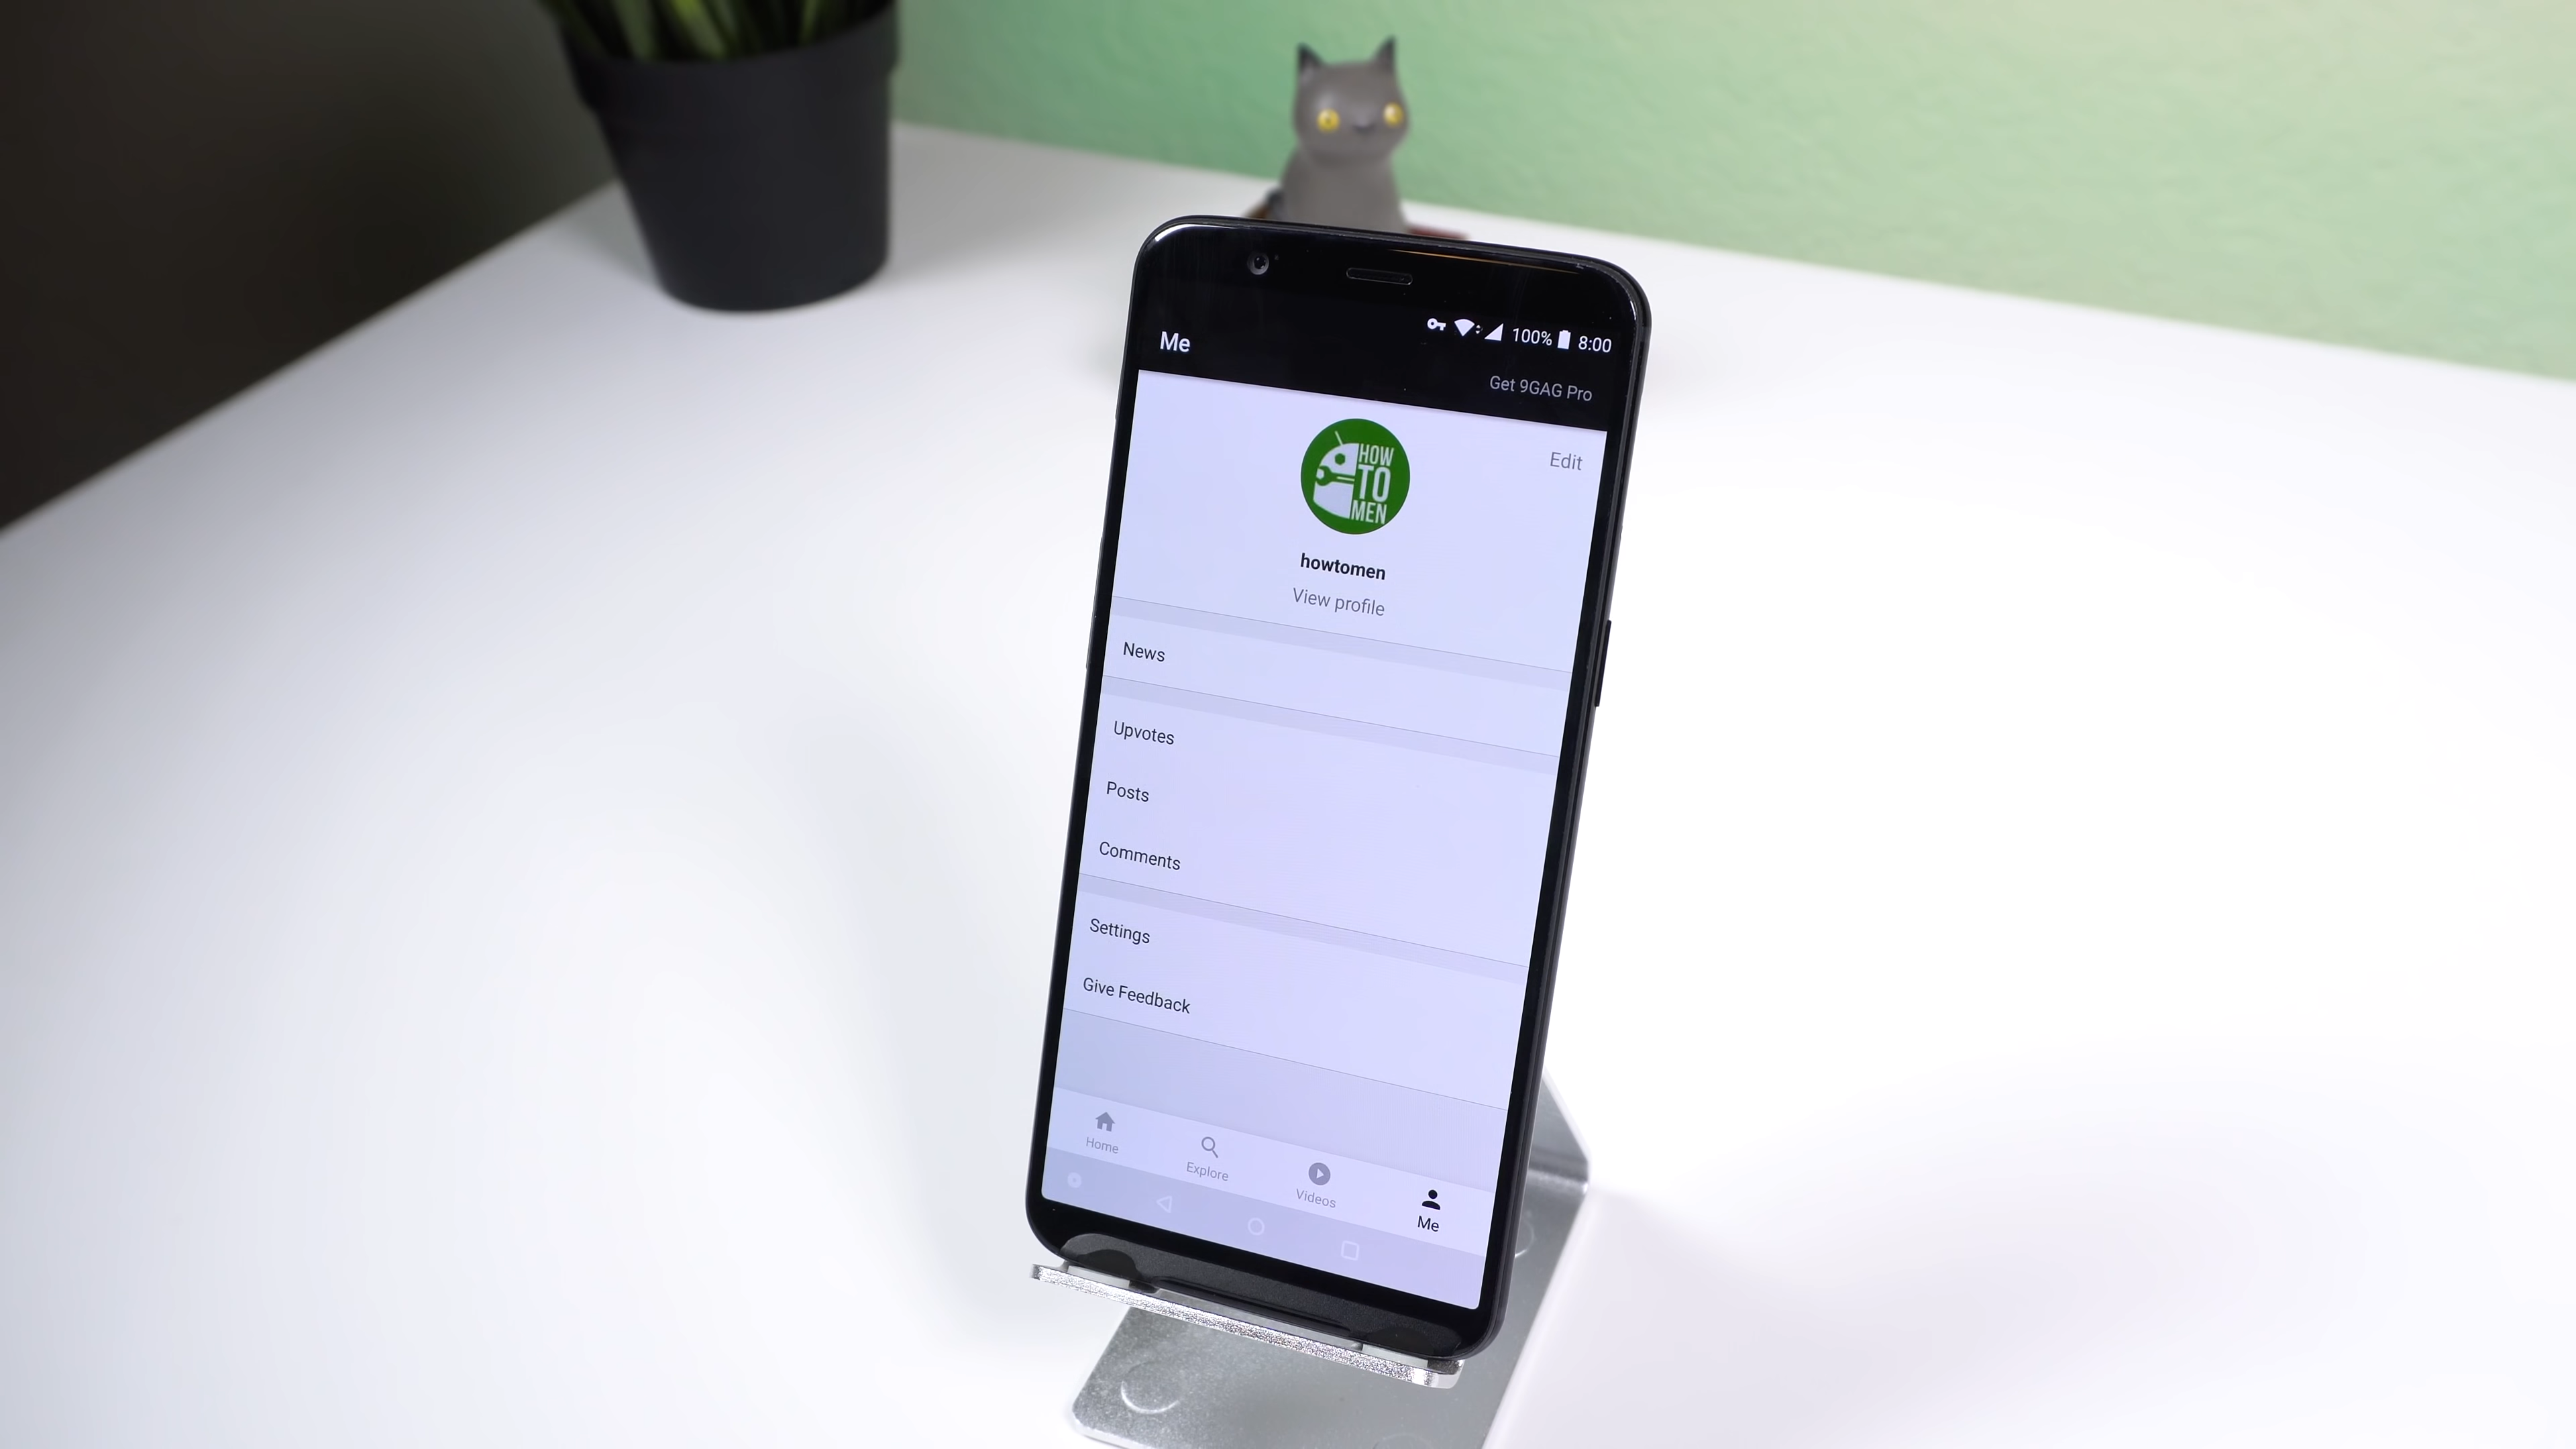 100% 8:00
Me
Get 9GAG Pro
Edit
HOW
TO
MEN
howtomen
View profile
News
Upvotes
Posts
Comments
Settings
Give Feedback
Home
Explore
Videos
Me